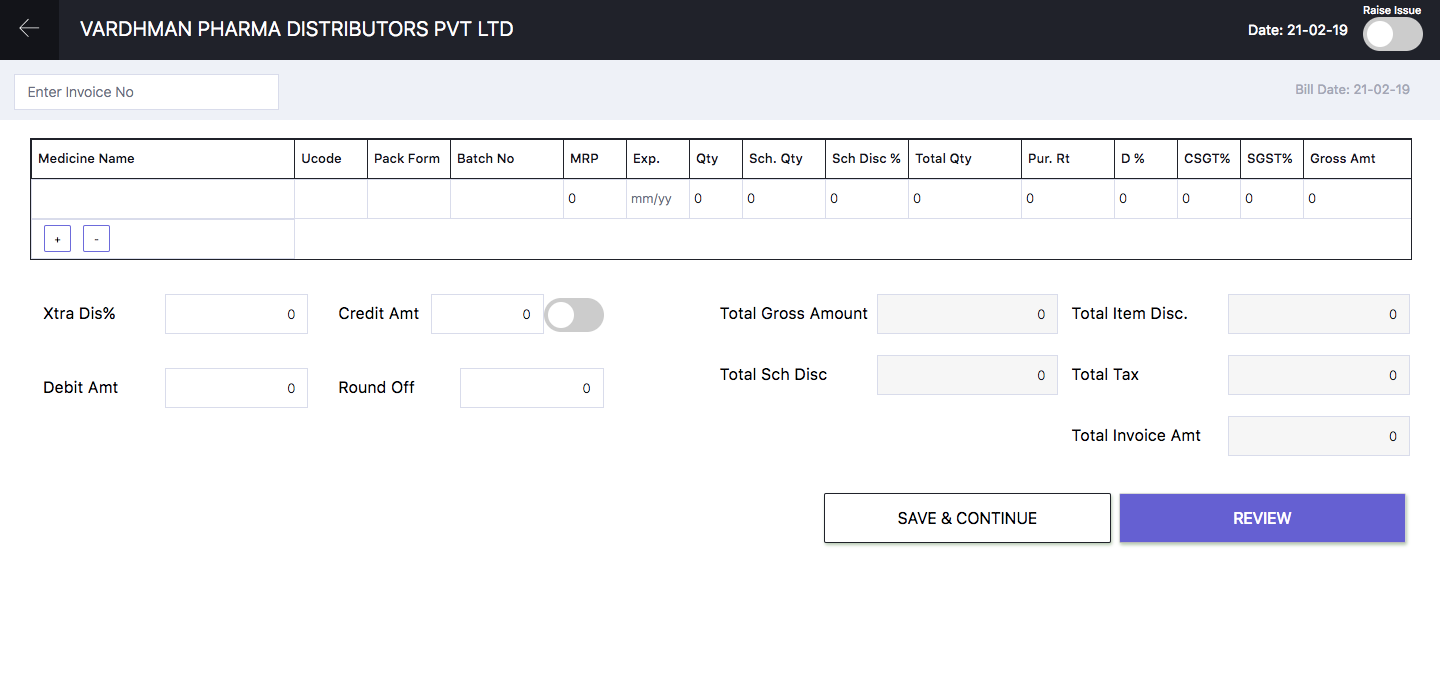 Raise Issue
VARDHMAN PHARMA DISTRIBUTORS PVT LTD
Date: 21-02-19
Enter Invoice No
Bill Date: 21-02-19
Medicine Name Ucode Pack Form Batch No MRP Exp. Qty Sch. Qty Sch Disc % Total Qty Pur. Rt D % CSGT% SGST% Gross Amt
0 mm/yy 0 0 0 0 0 0 0 0 0
+ -
Xtra Dis% 0 Credit Amt 0 Total Gross Amount 0 Total Item Disc. 0
Total Sch Disc 0 Total Tax 0
Debit Amt 0 Round Off 0
Total Invoice Amt 0
SAVE & CONTINUE REVIEW